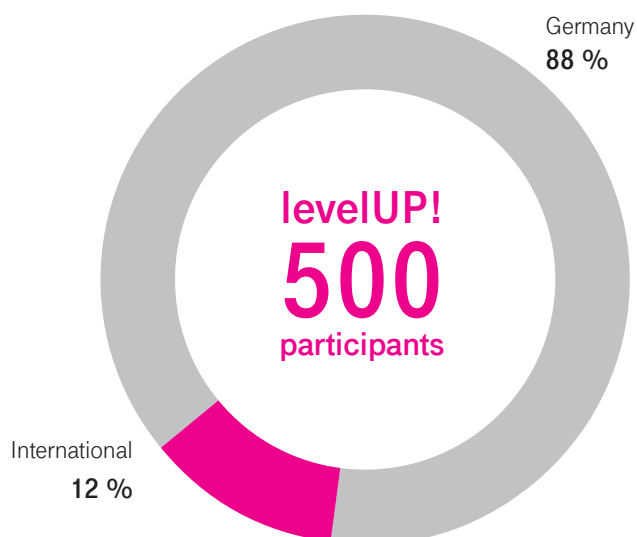 Germany
88 %
levelUP!
500
participants
International
12 %